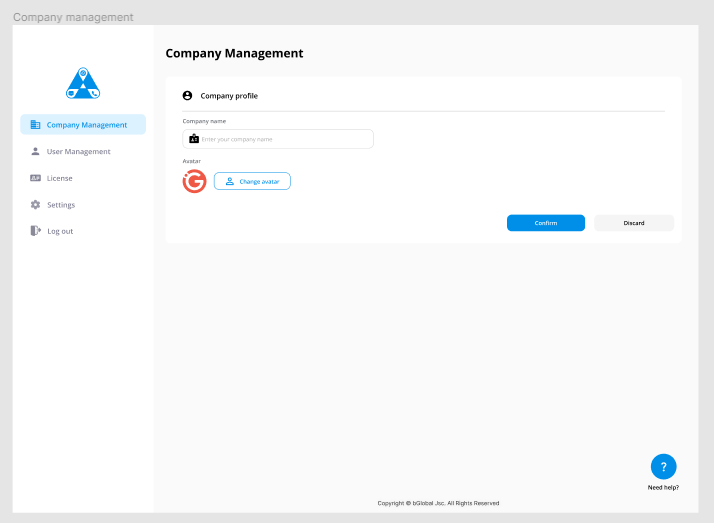 Company management
Company Management
Company profile
Company Management
Company name
Enter your company name
User Management
Avatar
License
Change avatar
Settings
Confirm
Discard
Log out
?
Need help?
Copyright @ bGlobal Jsc. All Rights Reserved